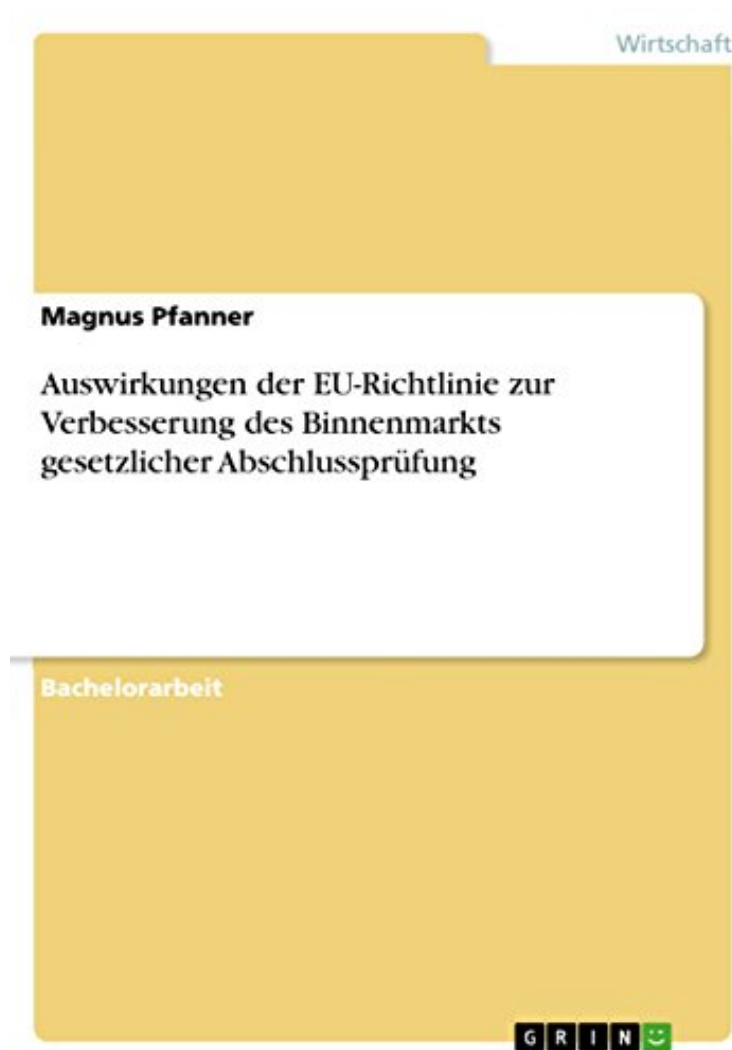 Wirtschaft
Magnus Pfanner
Auswirkungen der EU-Richtlinie zur
Verbesserung des Binnenmarkts
gesetzlicher Abschlussprüfung
Bachelorarbeit
GRIN